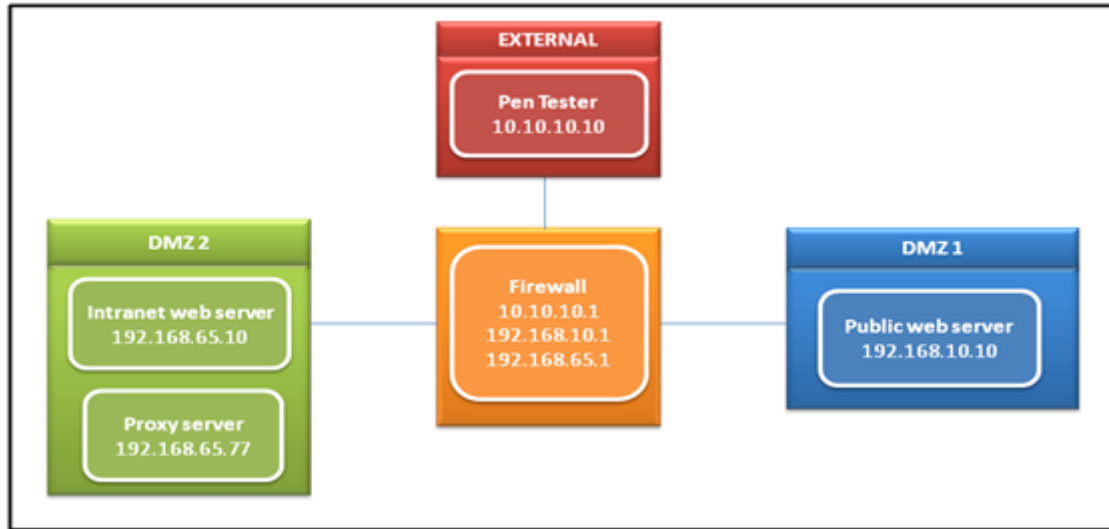 EXTERNAL
Pen Tester
10.10.10.10
DMZ 2
Intranet web server
192.168.65.10
Proxy server
192.168.65.77
Firewall
10.10.10.1
192.168.10.1
192.168.65.1
DMZ 1
Public web server
192.168.10.10